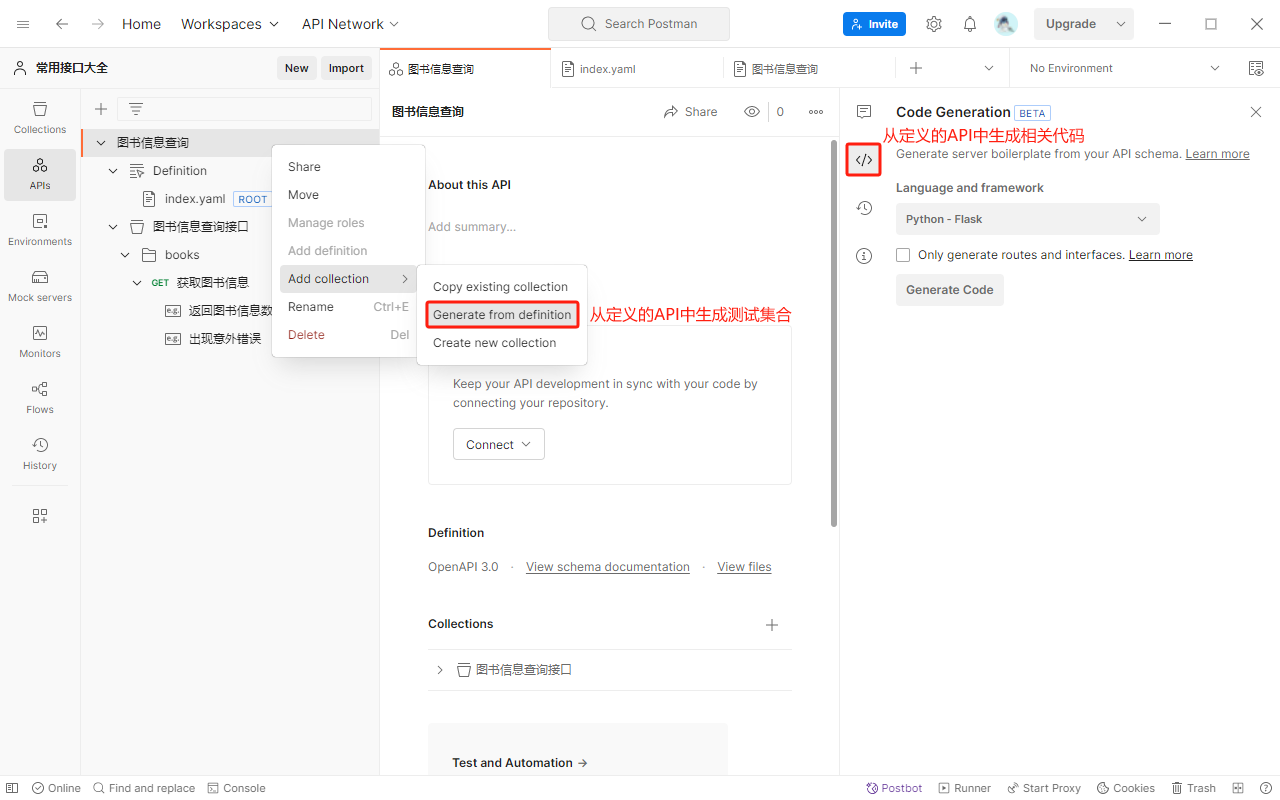 Home
Workspaces
API Network
Search Postman
Invite
Upgrade
常用接口大全
New
Import
图书信息查询
index.yaml
图书信息查询
No Environment
Collections
APIs
Environments
Mock servers
Monitors
Flows
History
图书信息查询
Definition
index.yaml
ROOT
图书信息查询接口
books
GET 获取图书信息
e.g. 返回图书信息数
e.g. 出现意外错误
Share
Move
Manage roles
Add definition
Add collection
Rename Ctrl+E
Delete Del
Copy existing collection
Generate from definition
Create new collection
从定义的API中生成测试集合
图书信息查询
Share
0
About this API
Add summary...
Keep your API development in sync with your code by
connecting your repository.
Connect
Definition
OpenAPI 3.0 · View schema documentation · View files
Collections
图书信息查询接口
Test and Automation →
Code Generation BETA
从定义的API中生成相关代码
Generate server boilerplate from your API schema. Learn more
Language and framework
Python - Flask
Only generate routes and interfaces. Learn more
Generate Code
Online
Find and replace
Console
Postbot
Runner
Start Proxy
Cookies
Trash